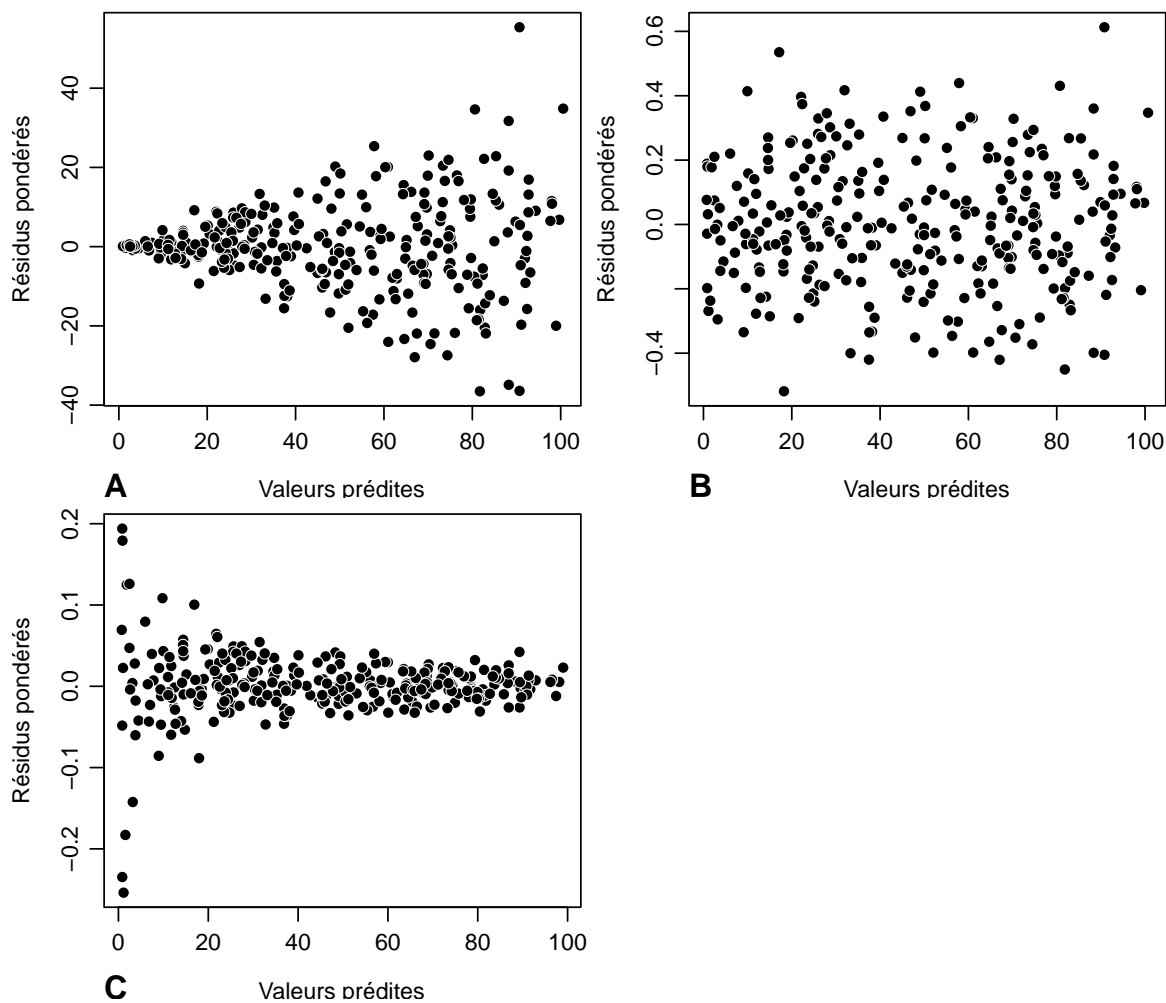 40
20
0
−20
−40
Résidus pondérés
0 20 40 60 80 100
A Valeurs prédites
0.6
0.4
0.2
0.0
−0.4
Résidus pondérés
0 20 40 60 80 100
B Valeurs prédites
0.2
0.1
0.0
−0.1
−0.2
Résidus pondérés
0 20 40 60 80 100
C Valeurs prédites